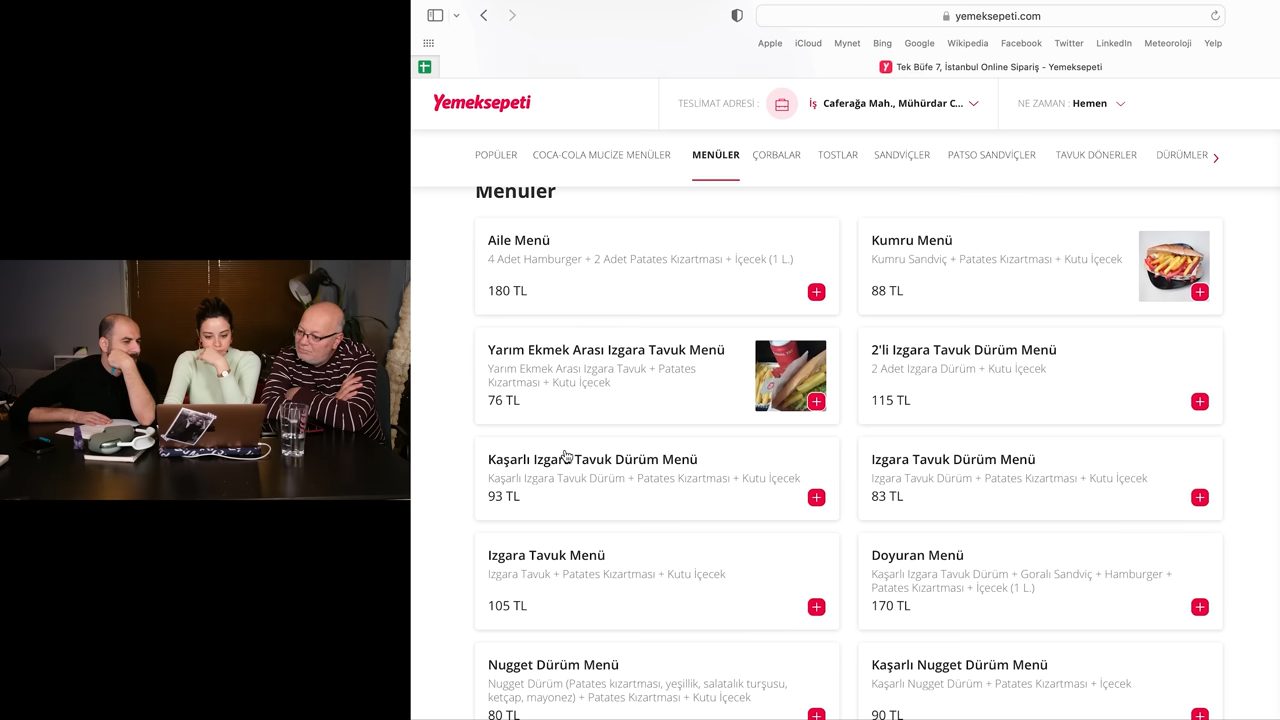 yemeksepeti.com
Apple iCloud Mynet Bing Google Wikipedia Facebook Twitter LinkedIn Meteoroloji Yelp
Tek Büfe 7, İstanbul Online Sipariş - Yemeksepeti
Yemeksepeti
TESLİMAT ADRESİ : İş Caferağa Mah., Mühürdar C... NE ZAMAN : Hemen
POPÜLER COCA-COLA MUCİZE MENÜLER MENÜLER ÇORBALAR TOSTLAR SANDVİÇLER PATSO SANDVİÇLER TAVUK DÖNERLER DÜRÜMLER
Menüler
Aile Menü
4 Adet Hamburger + 2 Adet Patates Kızartması + İçecek (1 L.)
180 TL
Kumru Menü
Kumru Sandviç + Patates Kızartması + Kutu İçecek
88 TL
Yarım Ekmek Arası Izgara Tavuk Menü
Yarım Ekmek Arası Izgara Tavuk + Patates
Kızartması + Kutu İçecek
76 TL
2'li Izgara Tavuk Dürüm Menü
2 Adet Izgara Dürüm + Kutu İçecek
115 TL
Kaşarlı Izgara Tavuk Dürüm Menü
Kaşarlı Izgara Tavuk Dürüm + Patates Kızartması + Kutu İçecek
93 TL
Izgara Tavuk Dürüm Menü
Izgara Tavuk Dürüm + Patates Kızartması + Kutu İçecek
83 TL
Izgara Tavuk Menü
Izgara Tavuk + Patates Kızartması + Kutu İçecek
105 TL
Doyuran Menü
Kaşarlı Izgara Tavuk Dürüm + Goralı Sandviç + Hamburger +
Patates Kızartması + İçecek (1 L.)
170 TL
Nugget Dürüm Menü
Nugget Dürüm (Patates kızartması, yeşillik, salatalık turşusu,
ketçap, mayonez) + Patates Kızartması + Kutu İçecek
80 TL
Kaşarlı Nugget Dürüm Menü
Kaşarlı Nugget Dürüm + Patates Kızartması + İçecek
90 TL